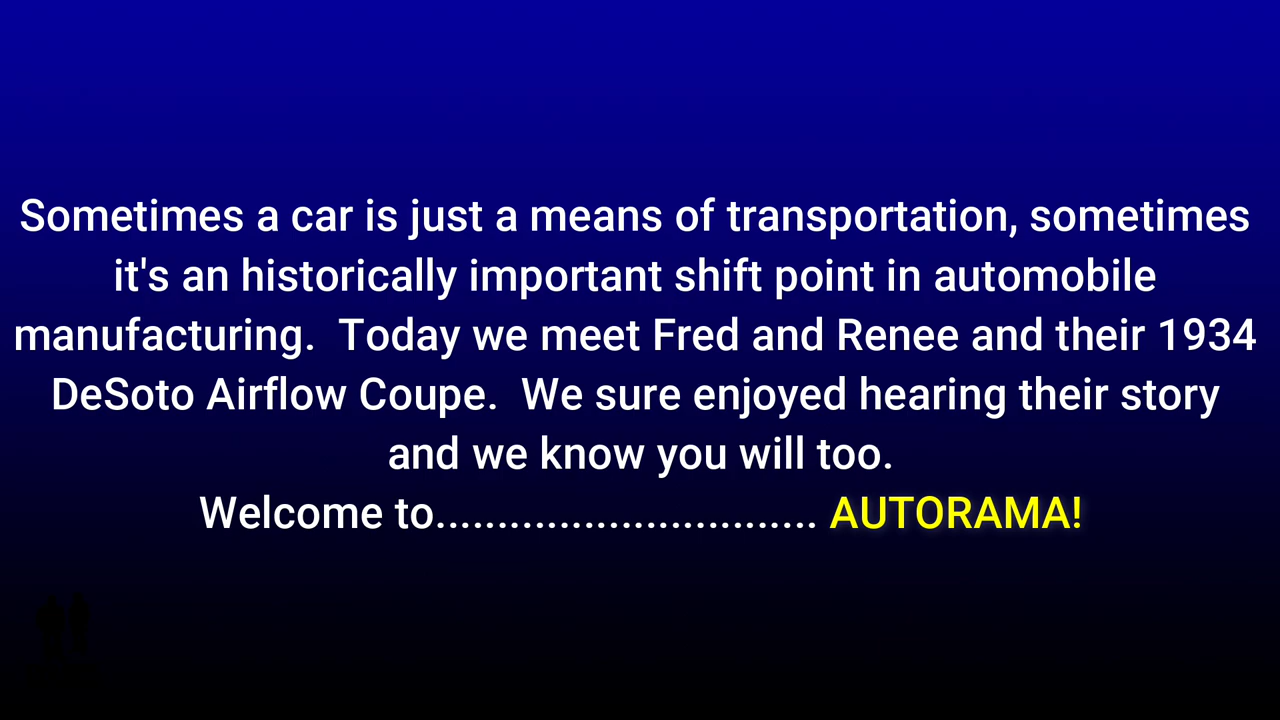 Sometimes a car is just a means of transportation, sometimes
it's an historically important shift point in automobile
manufacturing.  Today we meet Fred and Renee and their 1934
DeSoto Airflow Coupe.  We sure enjoyed hearing their story
and we know you will too.
Welcome to............................... AUTORAMA!